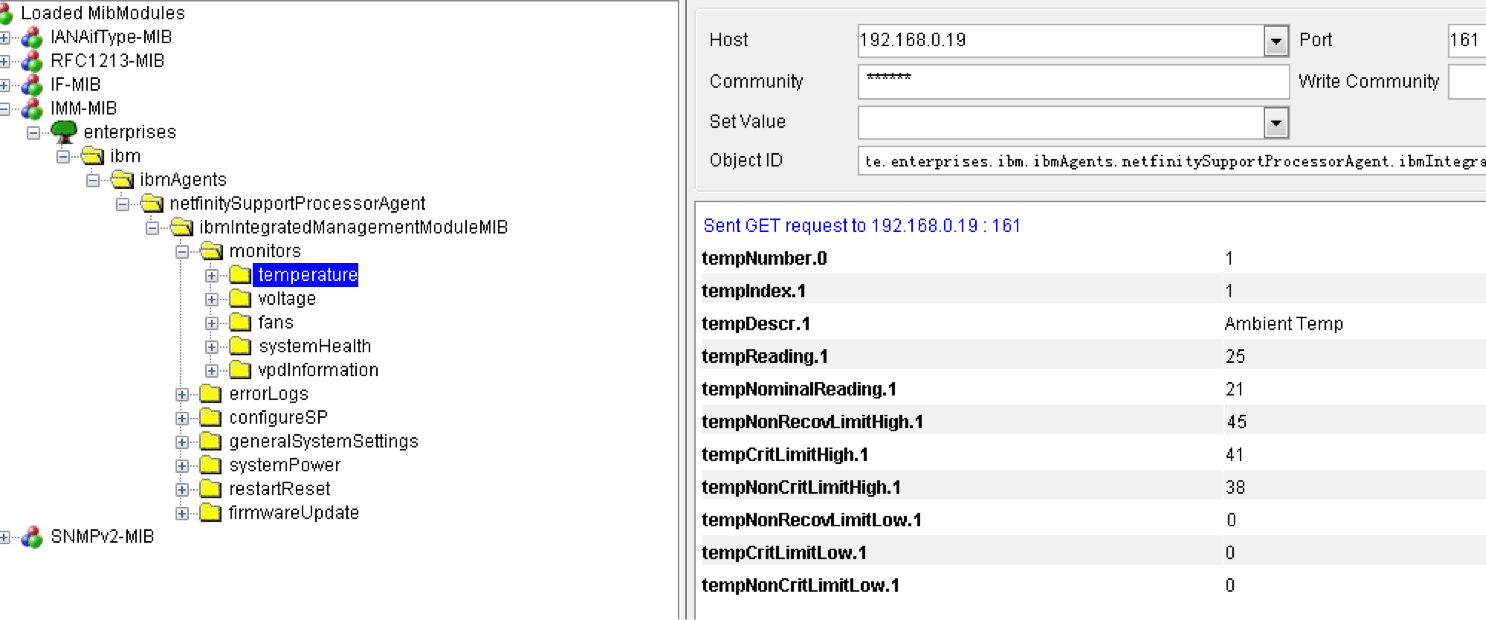 Loaded MibModules
IANAifType-MIB
RFC1213-MIB
IF-MIB
IMM-MIB
enterprises
ibm
ibmAgents
netfinitySupportProcessorAgent
ibmIntegratedManagementModuleMIB
monitors
temperature
voltage
fans
systemHealth
vpdInformation
errorLogs
configureSP
generalSystemSettings
systemPower
restartReset
firmwareUpdate
SNMPv2-MIB
Host 192.168.0.19 Port 161
Community ****** Write Community
Set Value
Object ID te.enterprises.ibm.ibmAgents.netfinitySupportProcessorAgent.ibmIntegra
Sent GET request to 192.168.0.19 : 161
tempNumber.0 1
tempIndex.1 1
tempDescr.1 Ambient Temp
tempReading.1 25
tempNominalReading.1 21
tempNonRecovLimitHigh.1 45
tempCritLimitHigh.1 41
tempNonCritLimitHigh.1 38
tempNonRecovLimitLow.1 0
tempCritLimitLow.1 0
tempNonCritLimitLow.1 0